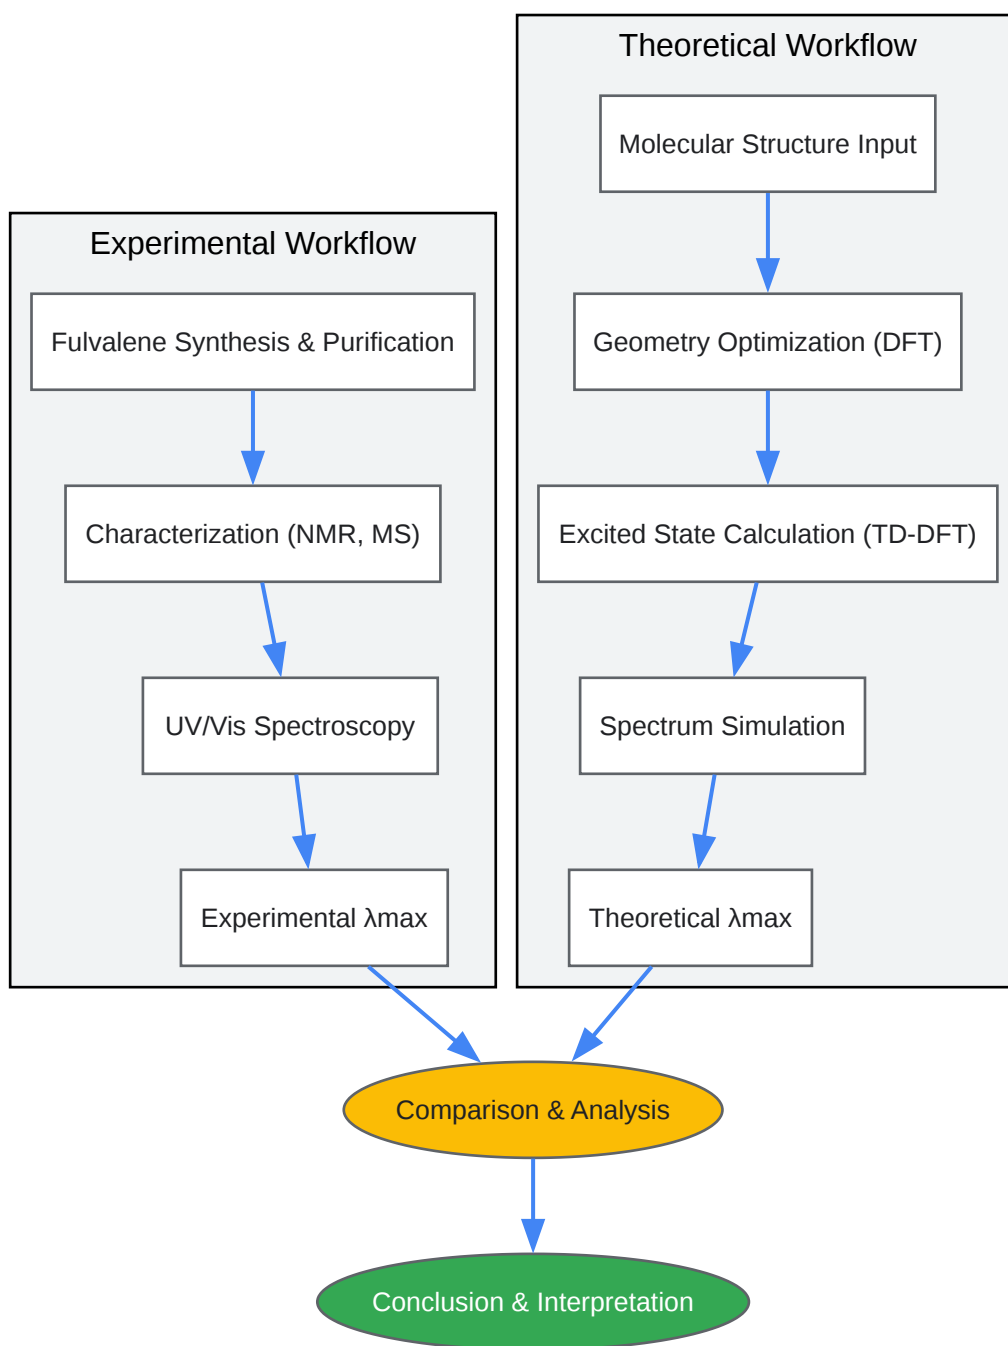 Theoretical Workflow
Molecular Structure Input
Geometry Optimization (DFT)
Excited State Calculation (TD-DFT)
Spectrum Simulation
Theoretical λmax
Experimental Workflow
Fulvalene Synthesis & Purification
Characterization (NMR, MS)
UV/Vis Spectroscopy
Experimental λmax
Comparison & Analysis
Conclusion & Interpretation